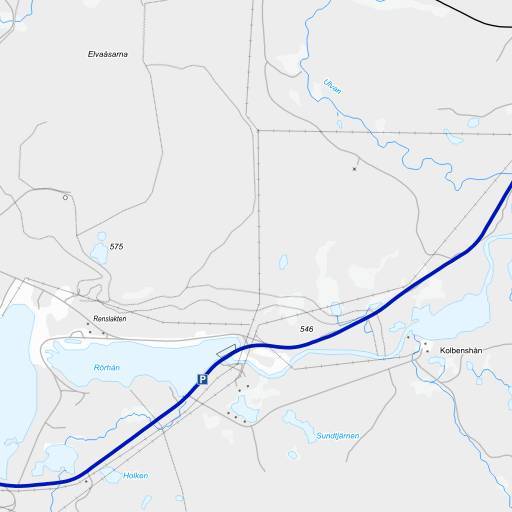 Elvaåsarna
Ulvan
575
Renslakten
546
Kolbenshån
Rörhån
P
Sundtjärnen
Holken